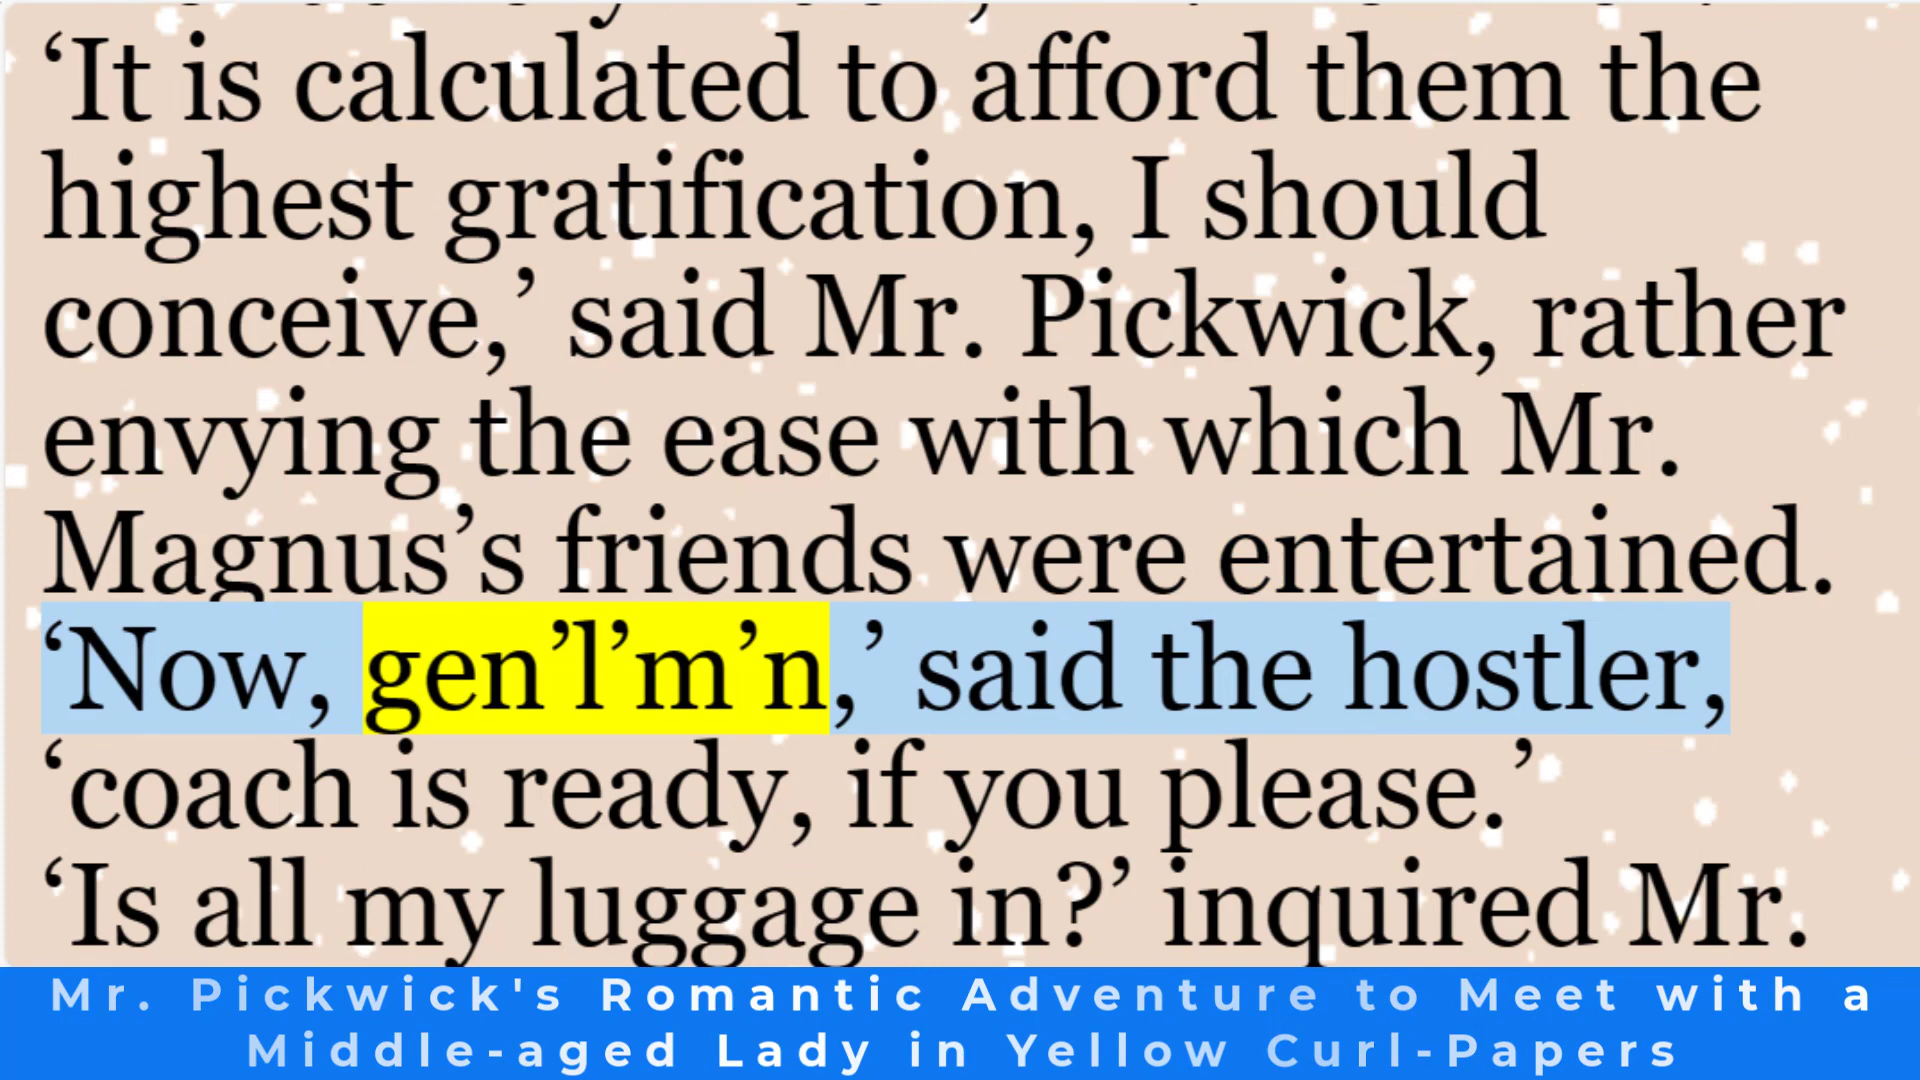 ‘It is calculated to afford them the
highest gratification, I should
conceive,’ said Mr. Pickwick, rather
envying the ease with which Mr.
Magnus’s friends were entertained.
‘Now, gen’l’m’n,’ said the hostler,
‘coach is ready, if you please.’
‘Is all my luggage in?’ inquired Mr.
Mr. Pickwick's Romantic Adventure to Meet with a
Middle-aged Lady in Yellow Curl-Papers